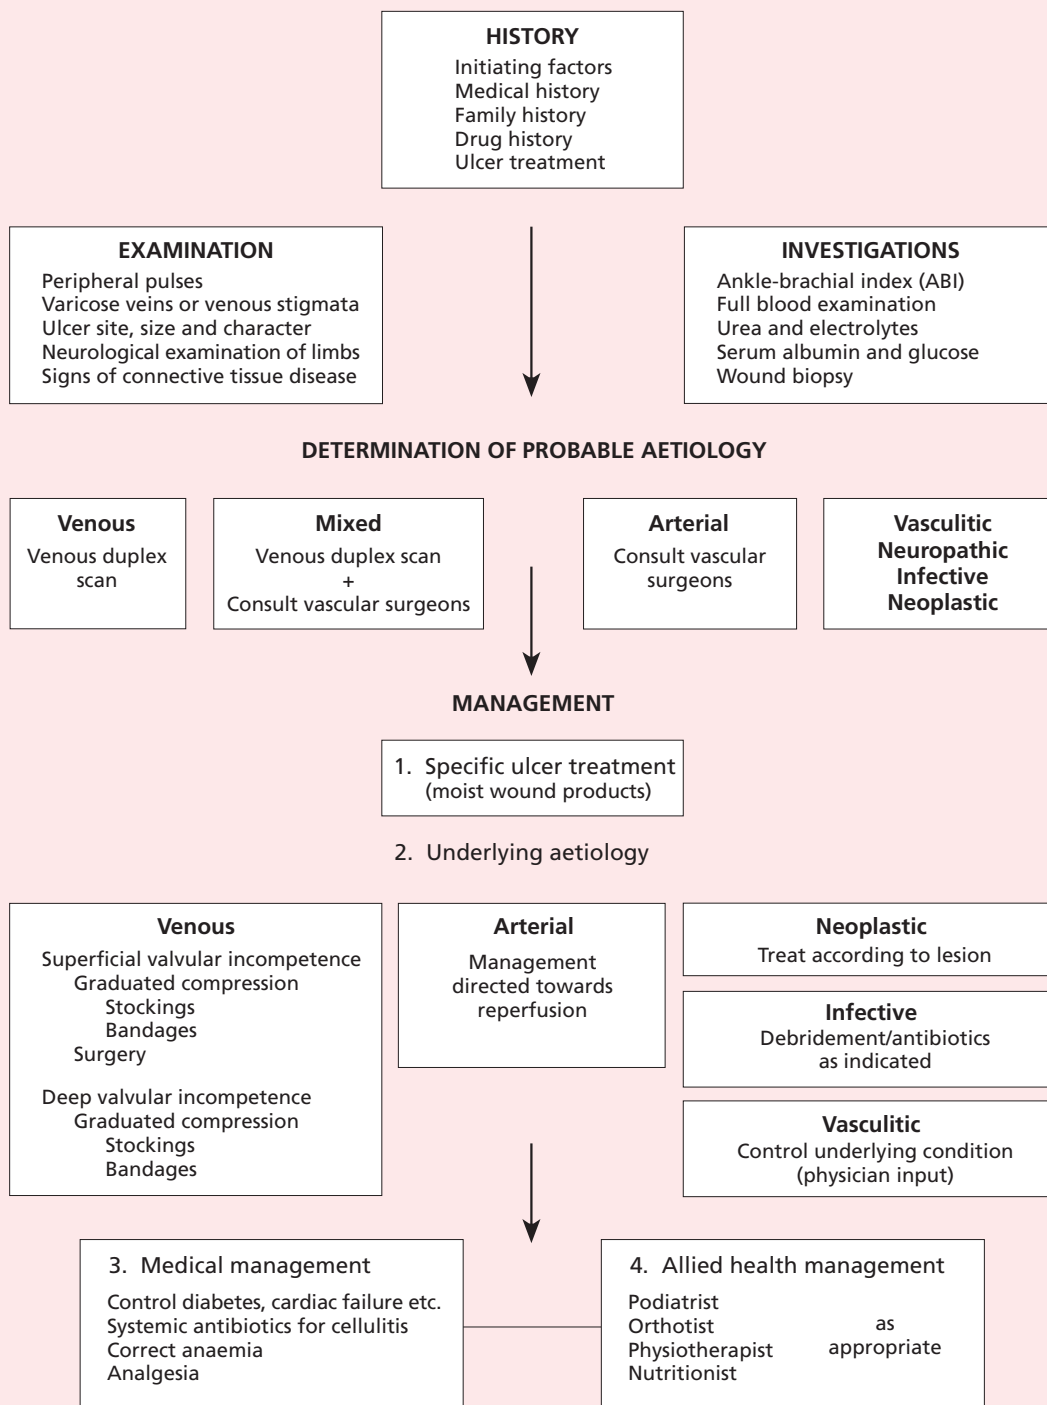 HISTORY
Initiating factors
Medical history
Family history
Drug history
Ulcer treatment
EXAMINATION
Peripheral pulses
Varicose veins or venous stigmata
Ulcer site, size and character
Neurological examination of limbs
Signs of connective tissue disease
INVESTIGATIONS
Ankle-brachial index (ABI)
Full blood examination
Urea and electrolytes
Serum albumin and glucose
Wound biopsy
DETERMINATION OF PROBABLE AETIOLOGY
Venous
Venous duplex
scan
Mixed
Venous duplex scan
+
Consult vascular surgeons
Arterial
Consult vascular
surgeons
Vasculitic
Neuropathic
Infective
Neoplastic
MANAGEMENT
1. Specific ulcer treatment
(moist wound products)
2. Underlying aetiology
Venous
Superficial valvular incompetence
Graduated compression
Stockings
Bandages
Surgery
Deep valvular incompetence
Graduated compression
Stockings
Bandages
Arterial
Management
directed towards
reperfusion
Neoplastic
Treat according to lesion
Infective
Debridement/antibiotics
as indicated
Vasculitic
Control underlying condition
(physician input)
3. Medical management
Control diabetes, cardiac failure etc.
Systemic antibiotics for cellulitis
Correct anaemia
Analgesia
4. Allied health management
Podiatrist
Orthotist
Physiotherapist
Nutritionist
as
appropriate